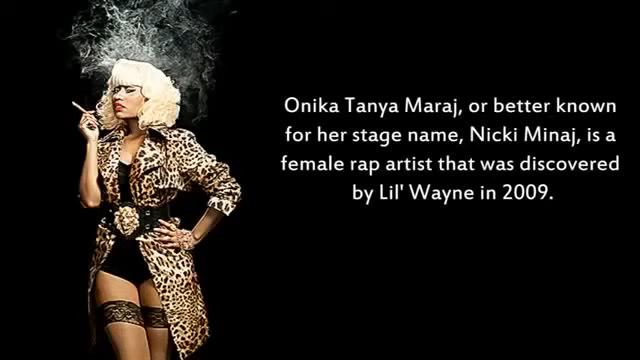 Onika Tanya Maraj, or better known
for her stage name, Nicki Minaj, is a
female rap artist that was discovered
by Lil' Wayne in 2009.